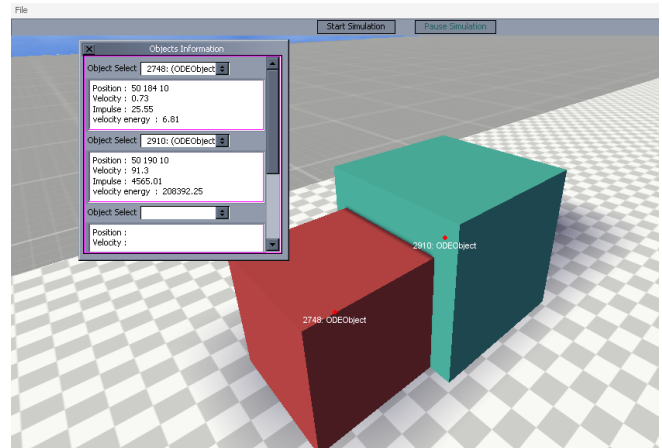 File
Start Simulation
Pause Simulation
Objects Information
Object Select 2748: (ODEObject
Position : 50 184 10
Velocity : 0.73
Impulse : 25.55
velocity energy : 6.81
Object Select 2910: (ODEObject
Position : 50 190 10
Velocity : 91.3
Impulse : 4565.01
velocity energy : 208392.25
Object Select
Position :
Velocity :
2910: ODEObject
2748: ODEObject